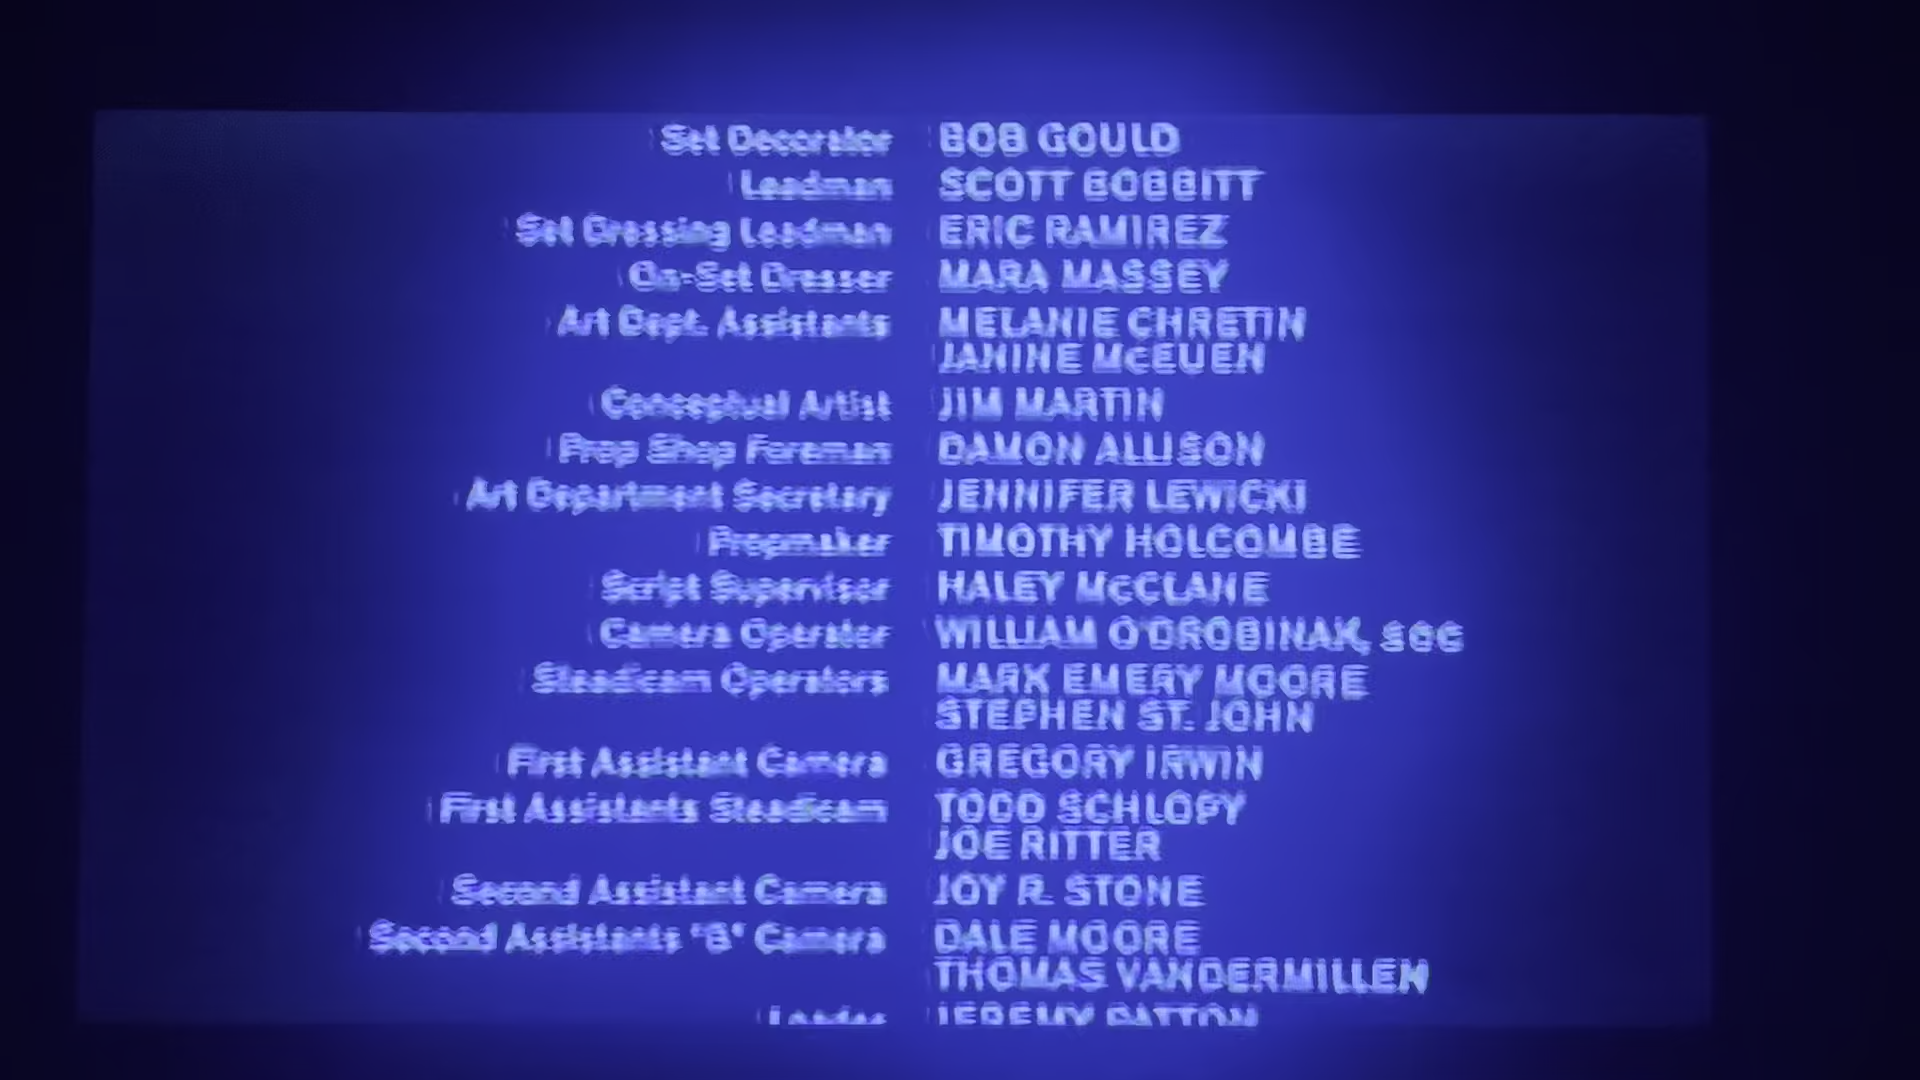 Set Decorator BOB GOULD
Leadman SCOTT BOBBITT
Set Dressing Leadman ERIC RAMIREZ
On-Set Dresser MARA MASSEY
Art Dept. Assistants MELANIE CHRETIN
JANINE McEUEN
Conceptual Artist JIM MARTIN
Prop Shop Foreman DAMON ALLISON
Art Department Secretary JENNIFER LEWICKI
Propmaker TIMOTHY HOLCOMBE
Script Supervisor HALEY McCLANE
Camera Operator WILLIAM O'DROBINAK, SOC
Steadicam Operators MARK EMERY MOORE
STEPHEN ST. JOHN
First Assistant Camera GREGORY IRWIN
First Assistants Steadicam TODD SCHLOPY
JOE RITTER
Second Assistant Camera JOY R. STONE
Second Assistants "B" Camera DALE MOORE
THOMAS VANDERMILLEN
Loader JEREMY PATTON